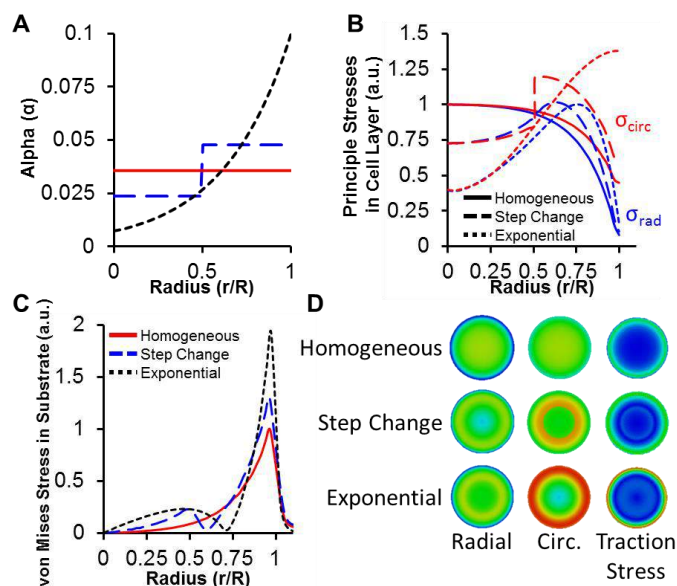 A
Alpha (α)
0.1
0.075
0.05
0.025
0
0
0.5
1
Radius (r/R)
B
Principle Stresses
in Cell Layer (a.u.)
1.5
1.25
1
0.75
0.5
0.25
0
σcirc
σrad
Homogeneous
Step Change
Exponential
0
0.25
0.5
0.75
1
Radius (r/R)
C
von Mises Stress in Substrate (a.u.)
2
1.5
1
0.5
0
Homogeneous
Step Change
Exponential
0
0.25
0.5
0.75
1
Radius (r/R)
D
Homogeneous
Step Change
Exponential
Radial
Circ.
Traction
Stress